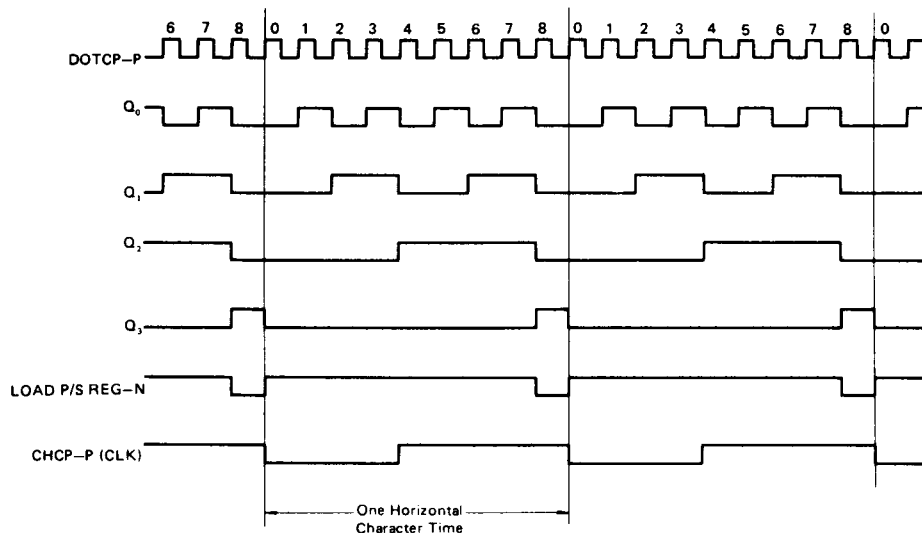 6 7 8 0 1 2 3 4 5 6 7 8 0 1 2 3 4 5 6 7 8 0
DOTCP–P
Q₀
Q₁
Q₂
Q₃
LOAD P/S REG–N
CHCP–P (CLK)
One Horizontal
Character Time